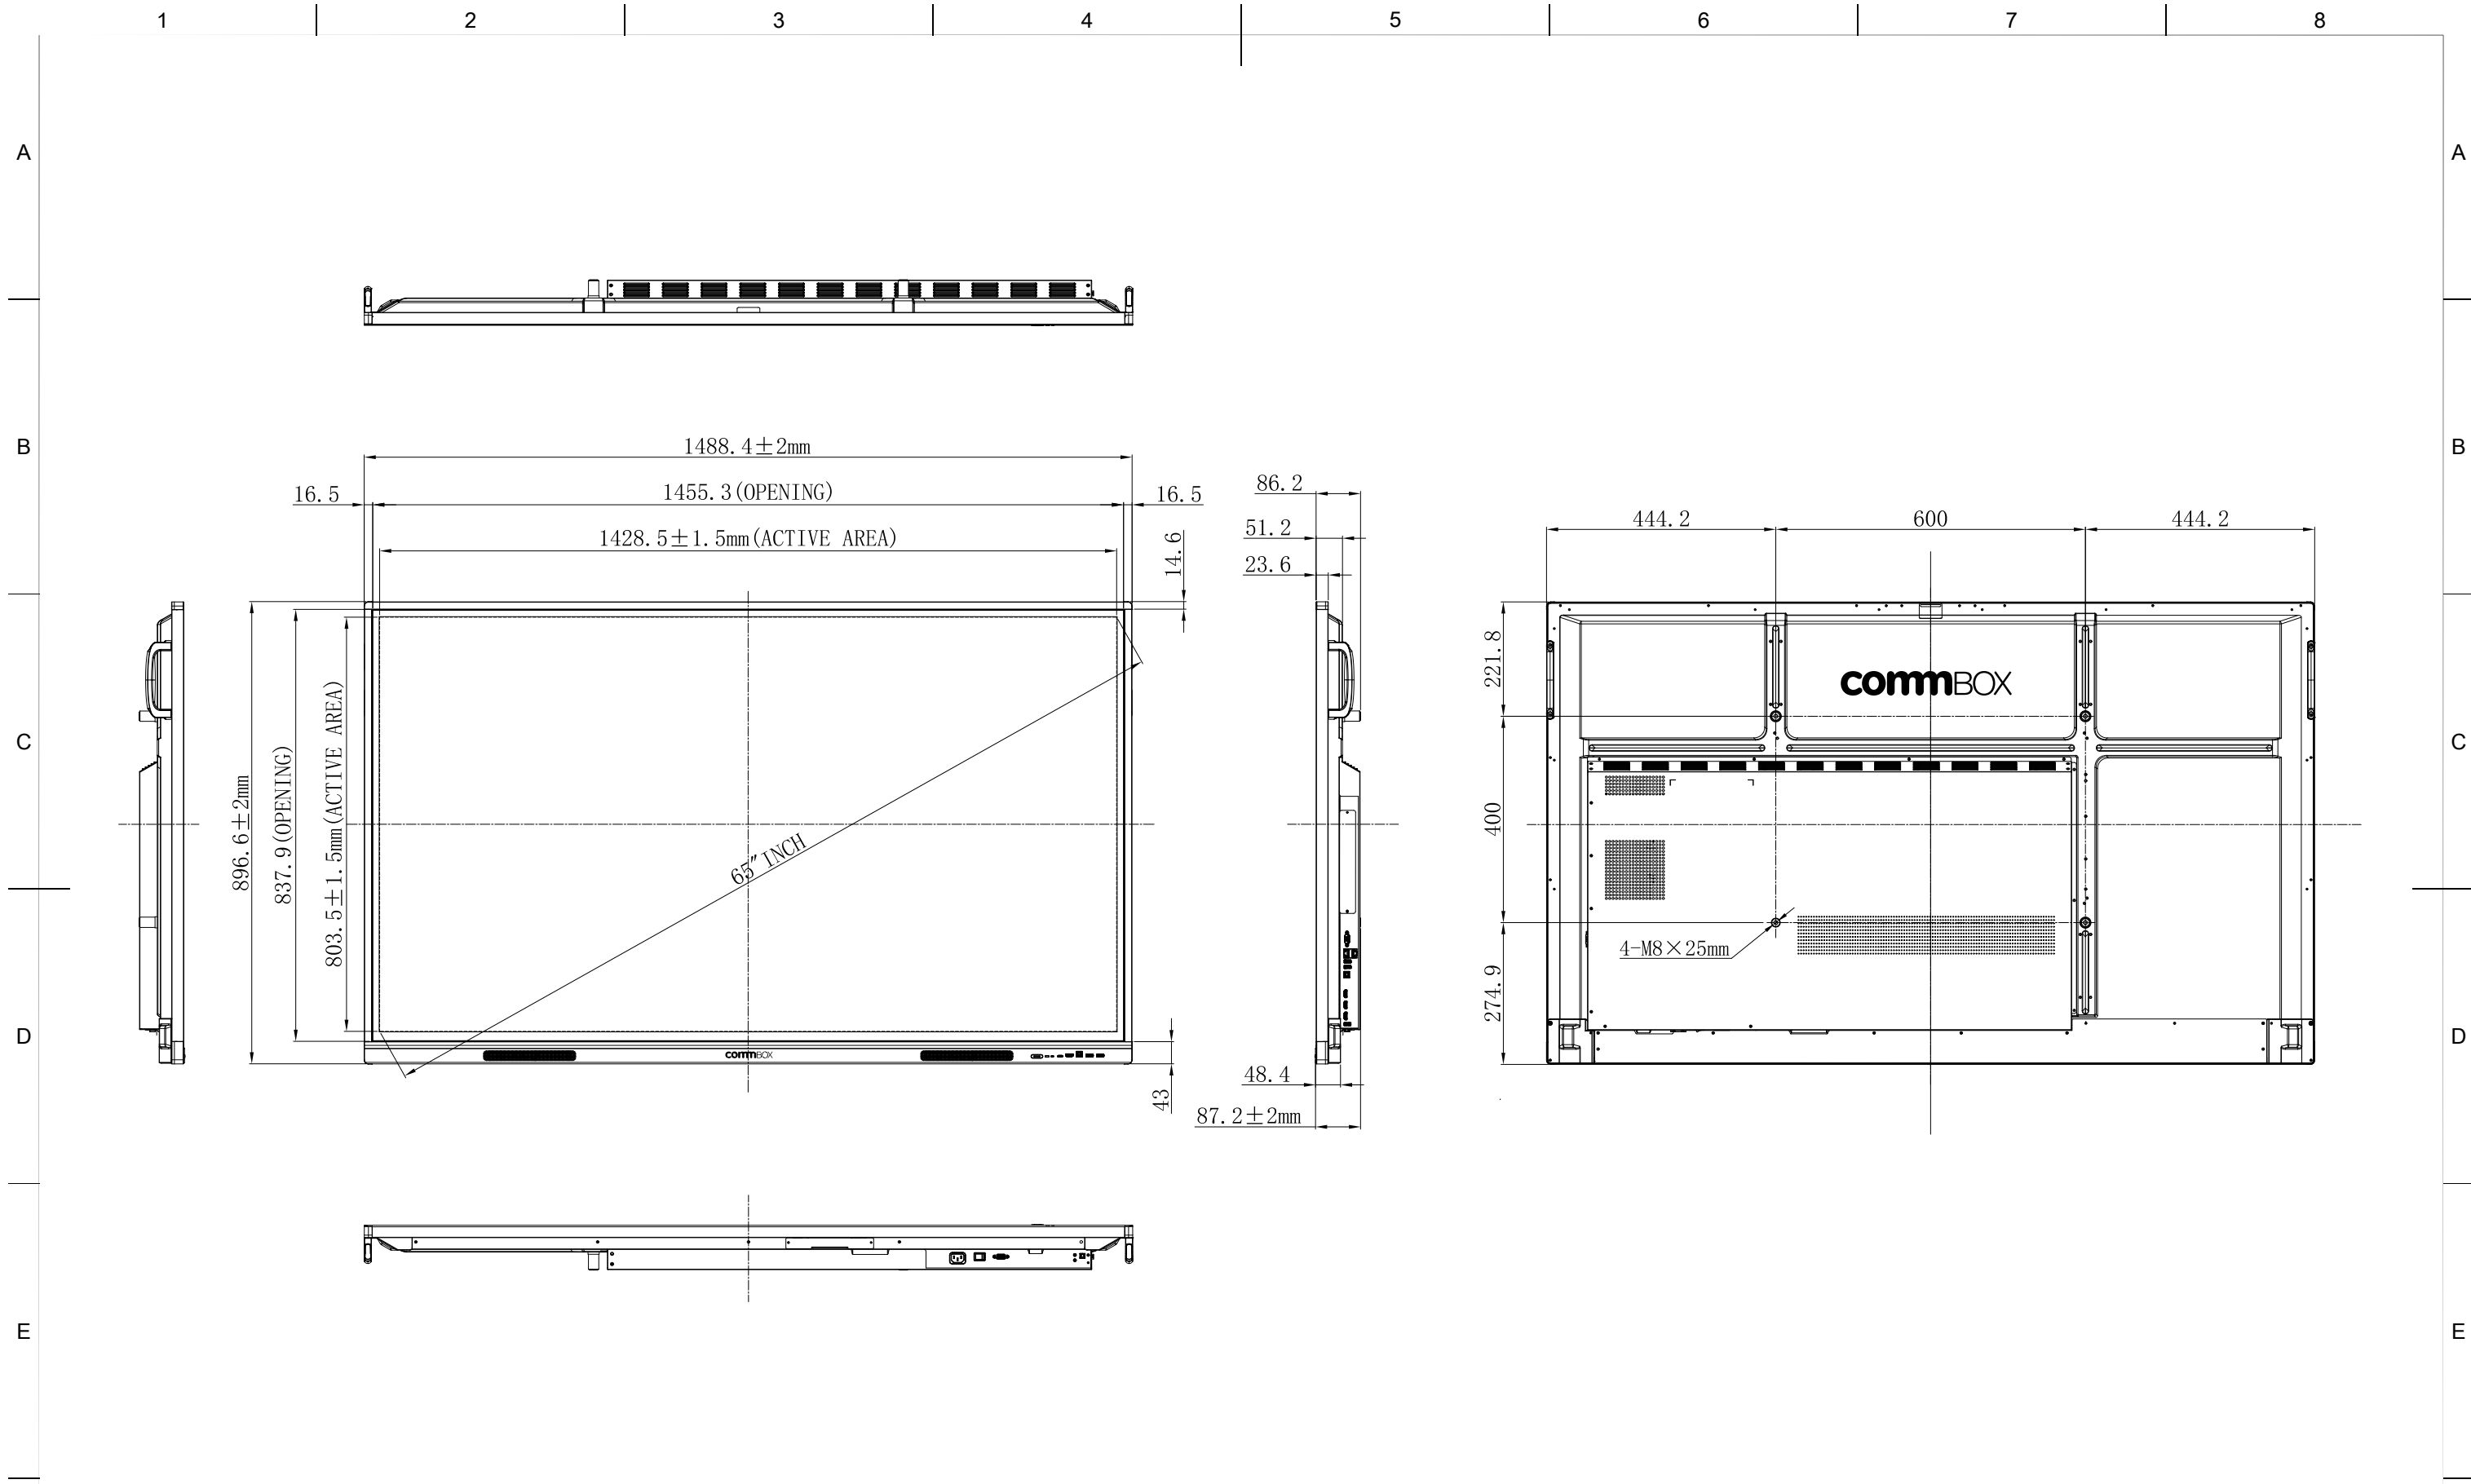 1 2 3 4 5 6 7 8
A A
B B
1488.4±2mm
16.5 1455.3(OPENING) 16.5
1428.5±1.5mm(ACTIVE AREA)
14.6
86.2
51.2
23.6
444.2 600 444.2
C C
896.6±2mm
837.9(OPENING)
803.5±1.5mm(ACTIVE AREA)
65″INCH
221.8
commBOX
400
4-M8×25mm
274.9
D D
commBOX
43
48.4
87.2±2mm
E E